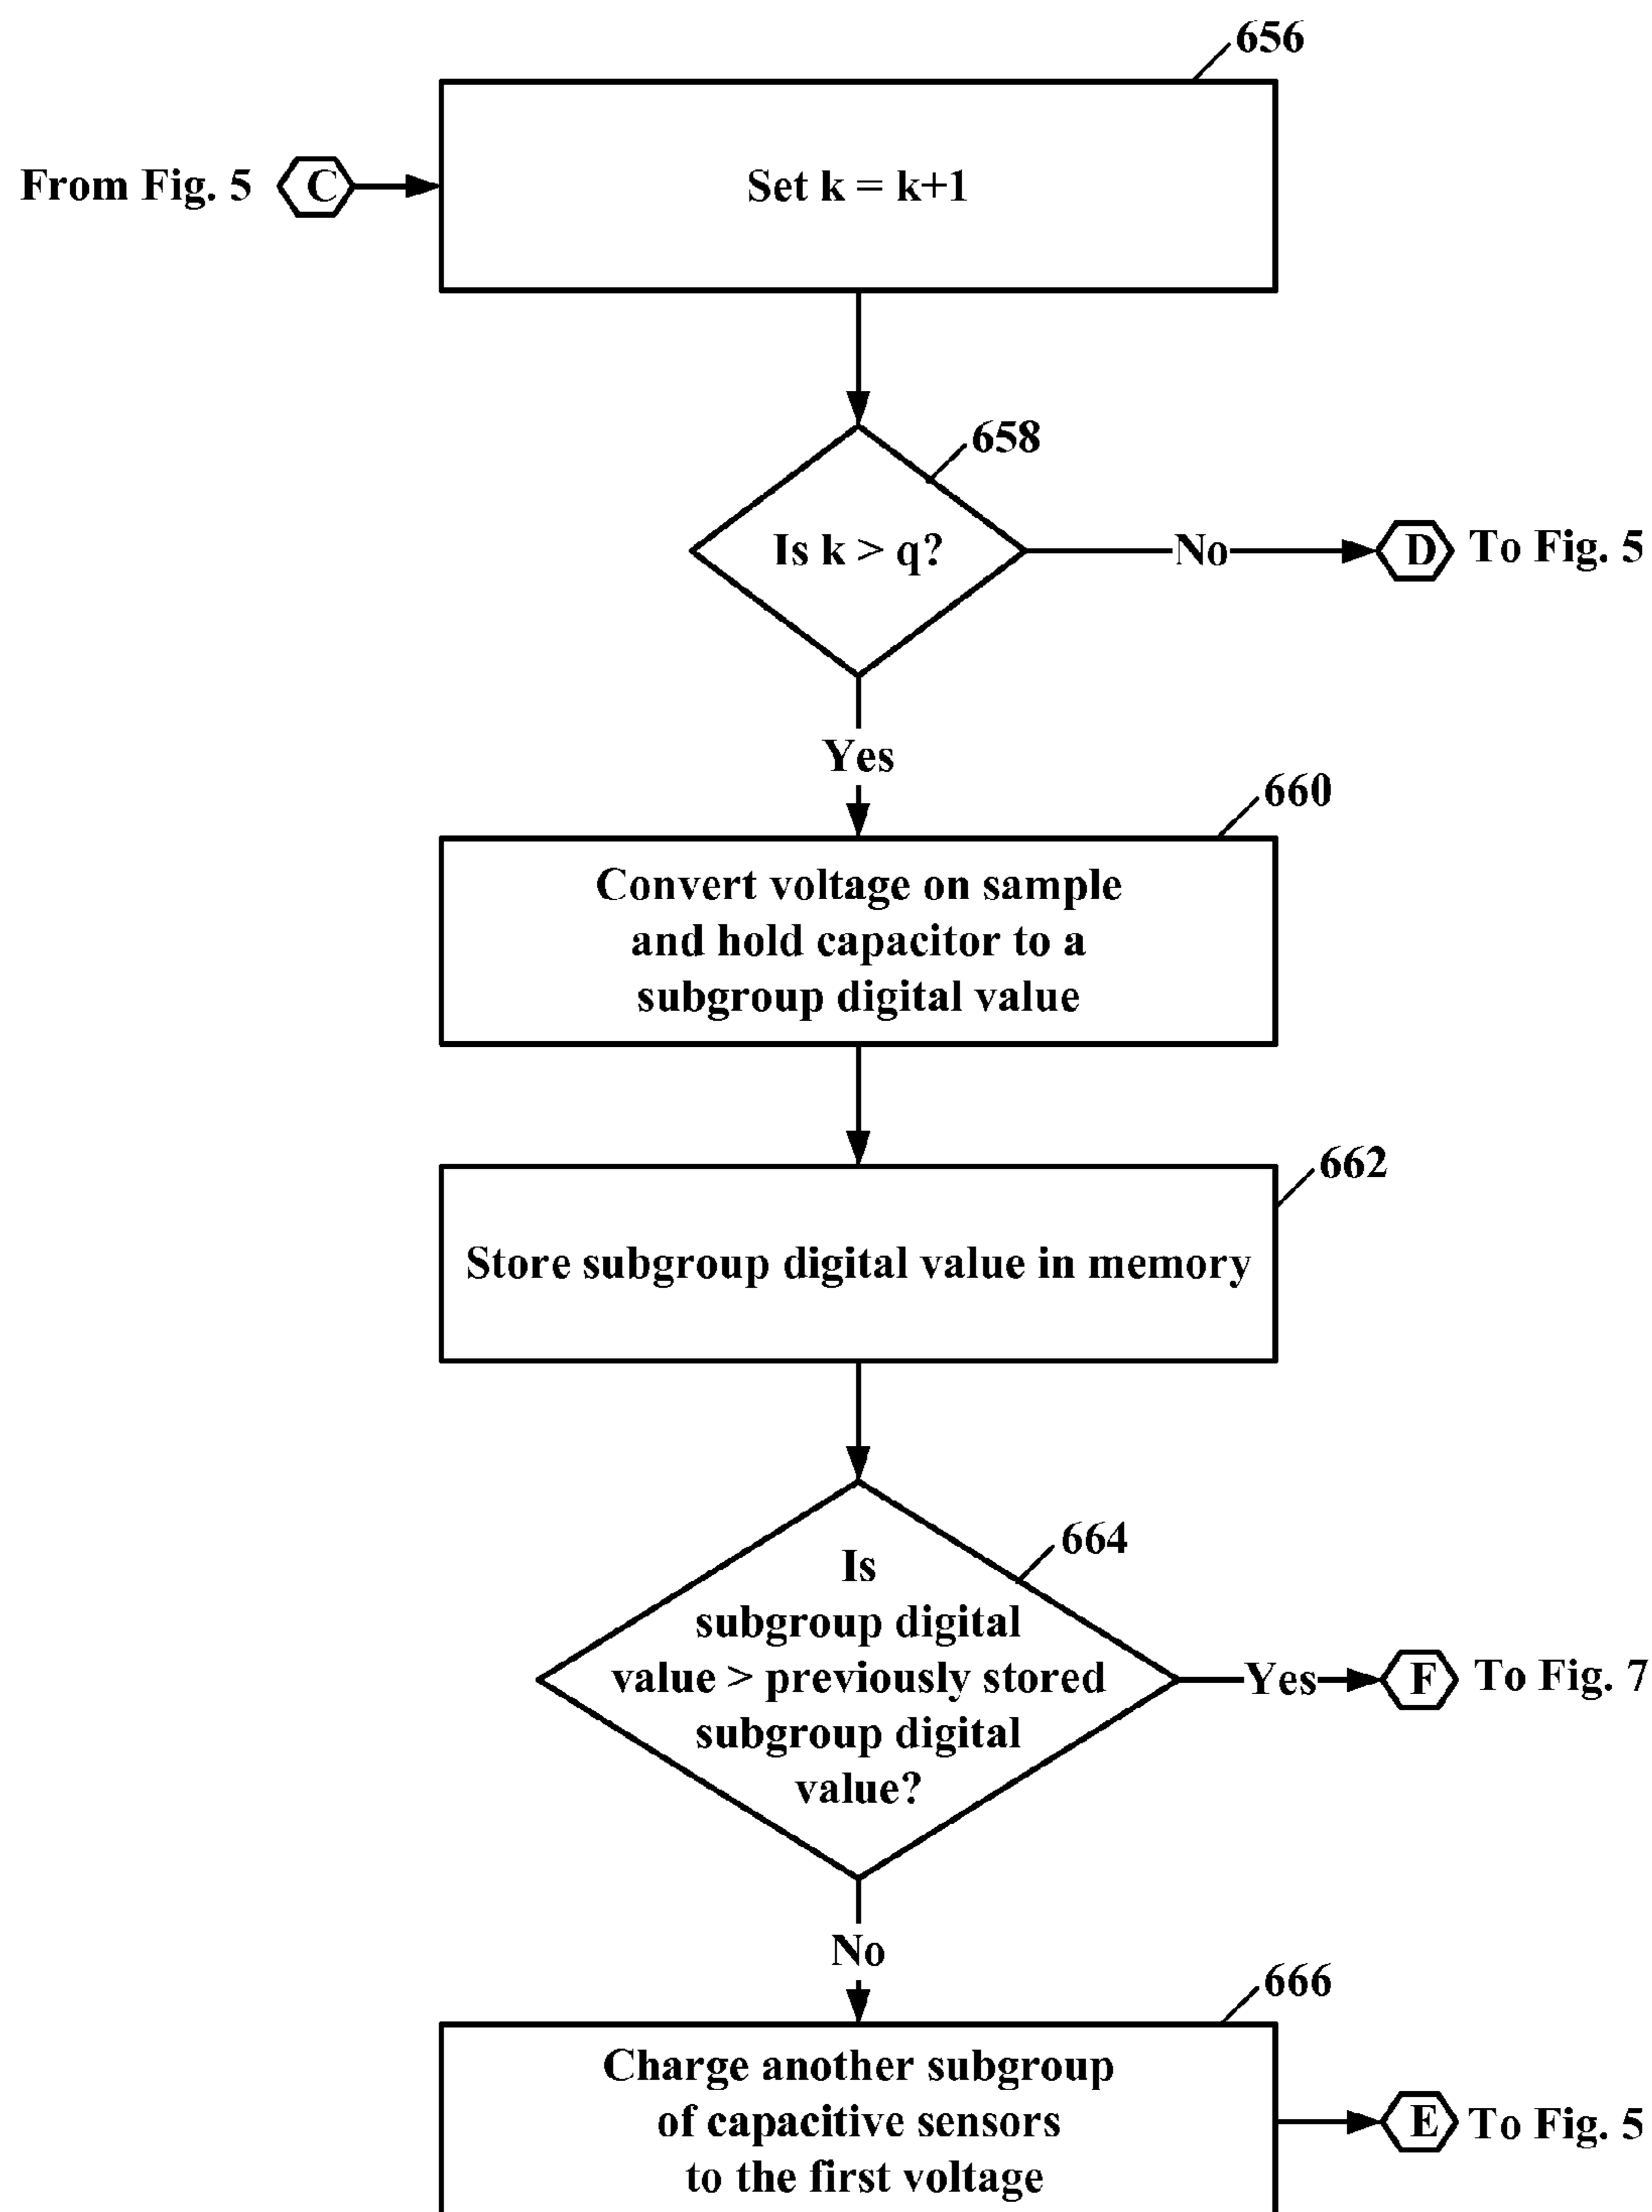 656
From Fig. 5 C Set k = k+1
658
Is k > q? No D To Fig. 5
Yes
660
Convert voltage on sample
and hold capacitor to a
subgroup digital value
662
Store subgroup digital value in memory
664
Is
subgroup digital
value > previously stored
subgroup digital
value?
Yes F To Fig. 7
No
666
Charge another subgroup
of capacitive sensors
to the first voltage
E To Fig. 5